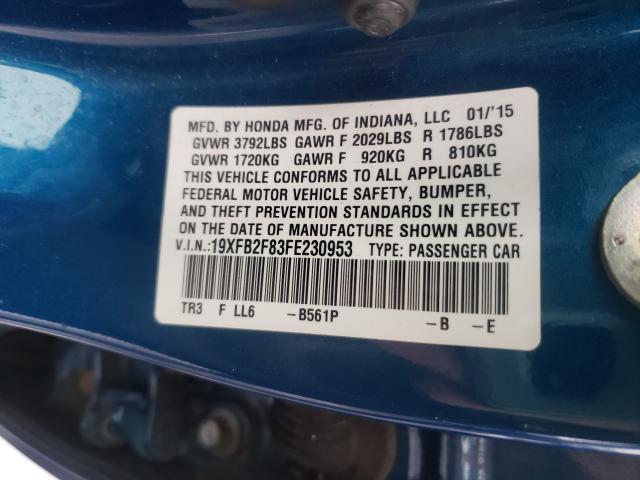 MFD. BY HONDA MFG. OF INDIANA, LLC 01/'15
GVWR 3792LBS GAWR F 2029LBS R 1786LBS
GVWR 1720KG GAWR F 920KG R 810KG
THIS VEHICLE CONFORMS TO ALL APPLICABLE
FEDERAL MOTOR VEHICLE SAFETY, BUMPER,
AND THEFT PREVENTION STANDARDS IN EFFECT
ON THE DATE OF MANUFACTURE SHOWN ABOVE.
V.I.N.:19XFB2F83FE230953 TYPE: PASSENGER CAR
TR3 F LL6 -B561P -B -E